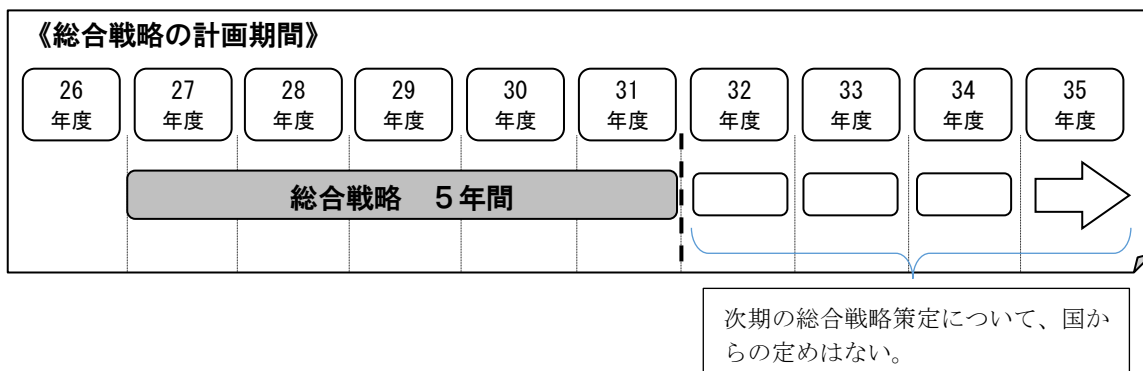 《総合戦略の計画期間》
26 27 28 29 30 31 32 33 34 35
年度 年度 年度 年度 年度 年度 年度 年度 年度 年度
総合戦略　５年間
次期の総合戦略策定について、国か
らの定めはない。